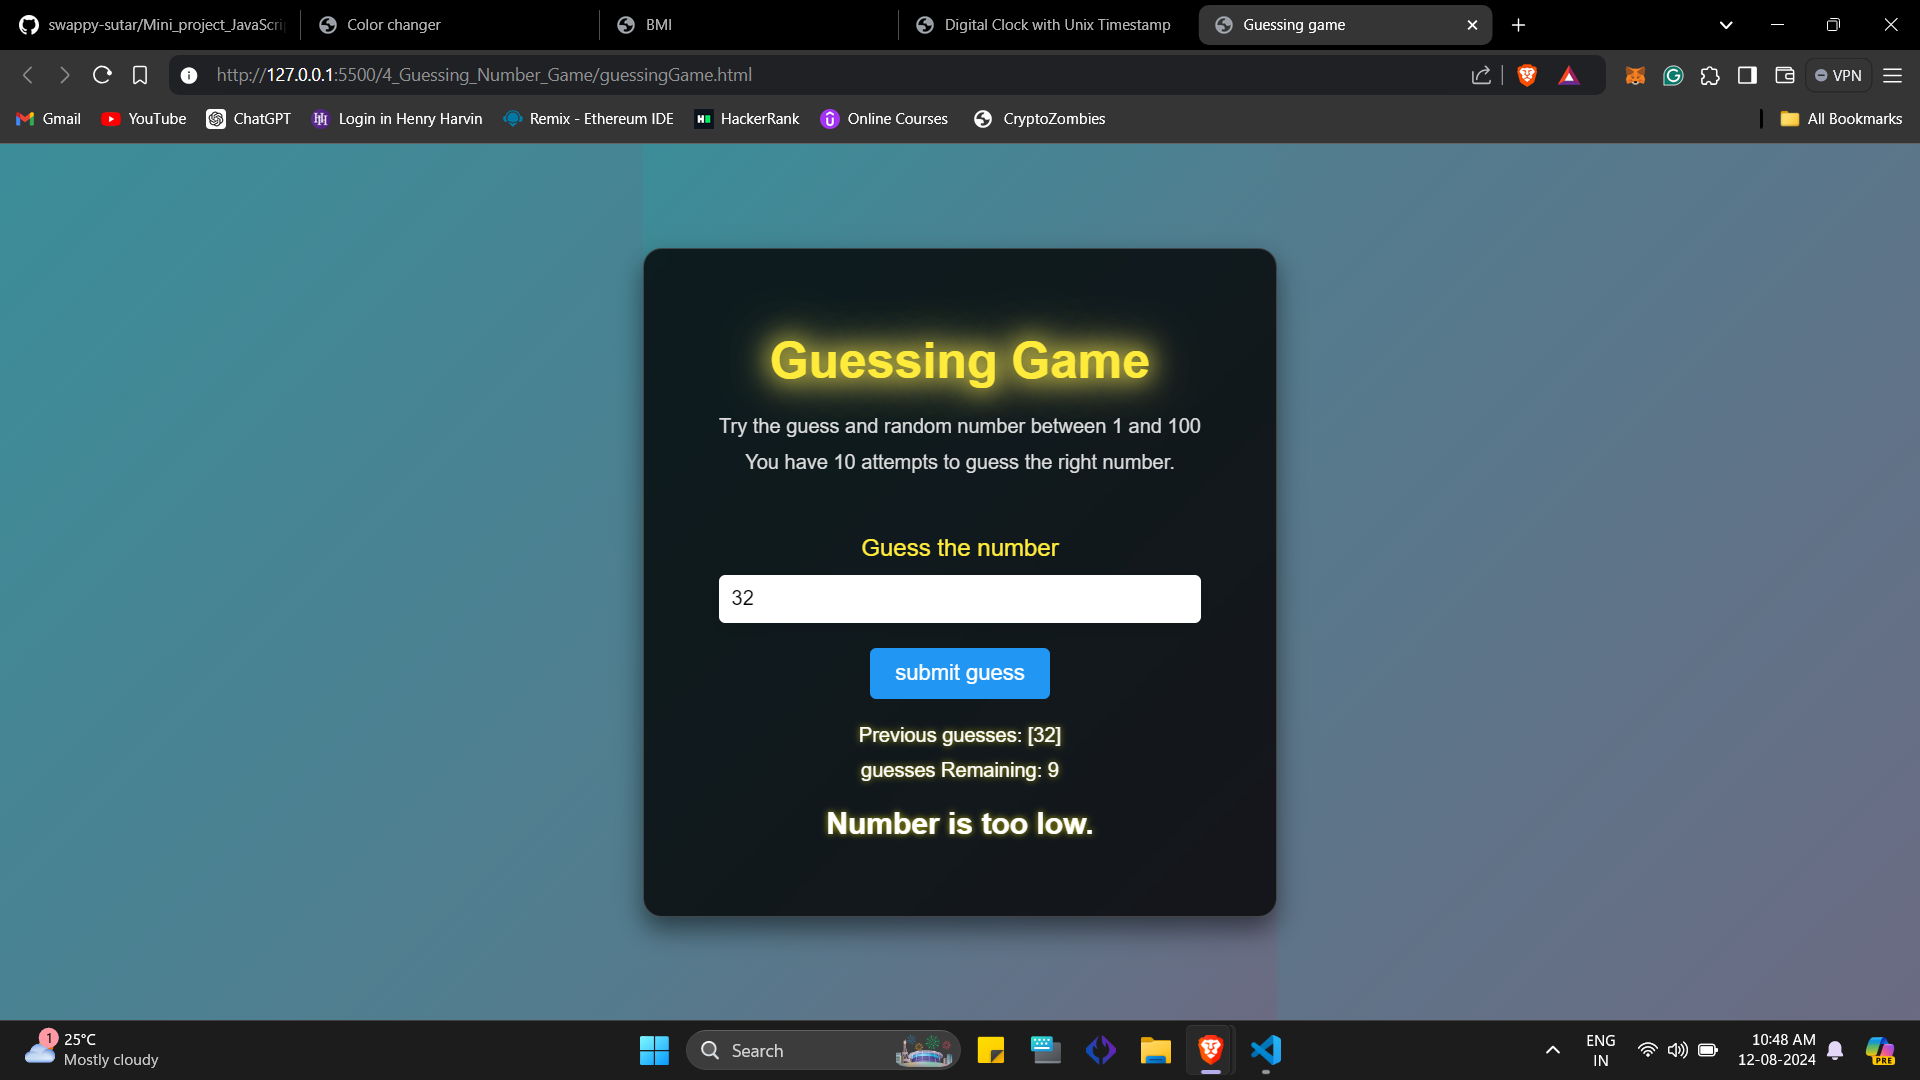 swappy-sutar/Mini_project_JavaScri
Color changer
BMI
Digital Clock with Unix Timestamp
Guessing game
http://127.0.0.1:5500/4_Guessing_Number_Game/guessingGame.html
VPN
Gmail
YouTube
ChatGPT
Login in Henry Harvin
Remix - Ethereum IDE
HackerRank
Online Courses
CryptoZombies
All Bookmarks
Guessing Game
Try the guess and random number between 1 and 100
You have 10 attempts to guess the right number.
Guess the number
32
submit guess
Previous guesses: [32]
guesses Remaining: 9
Number is too low.
1
25°C
Mostly cloudy
Search
ENG
IN
10:48 AM
12-08-2024
PRE